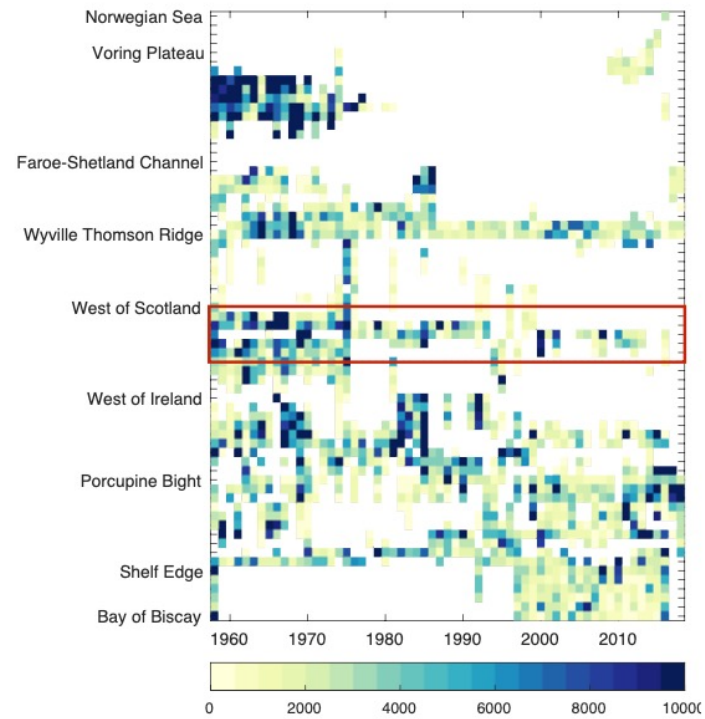 Norwegian Sea
Voring Plateau
Faroe-Shetland Channel
Wyville Thomson Ridge
West of Scotland
West of Ireland
Porcupine Bight
Shelf Edge
Bay of Biscay
1960 1970 1980 1990 2000 2010
0 2000 4000 6000 8000 10000